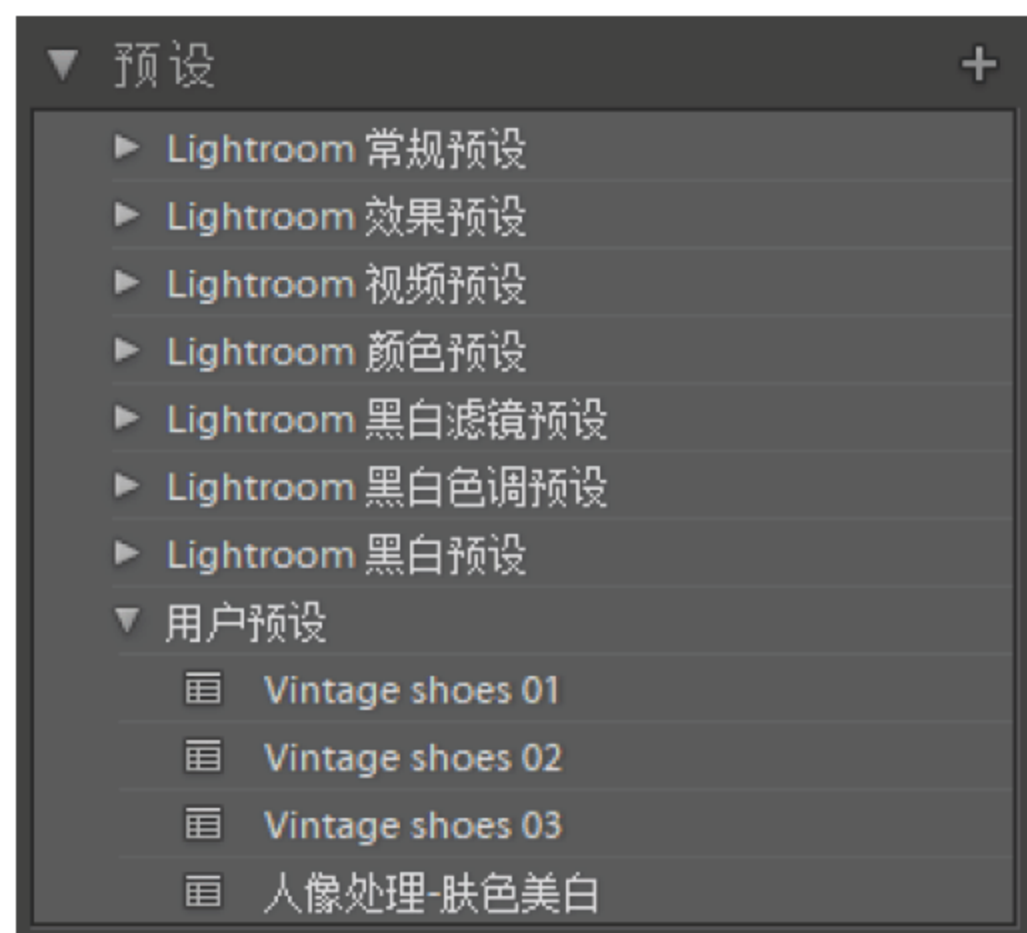 预设
Lightroom 常规预设
Lightroom 效果预设
Lightroom 视频预设
Lightroom 颜色预设
Lightroom 黑白滤镜预设
Lightroom 黑白色调预设
Lightroom 黑白预设
用户预设
Vintage shoes 01
Vintage shoes 02
Vintage shoes 03
人像处理-肤色美白